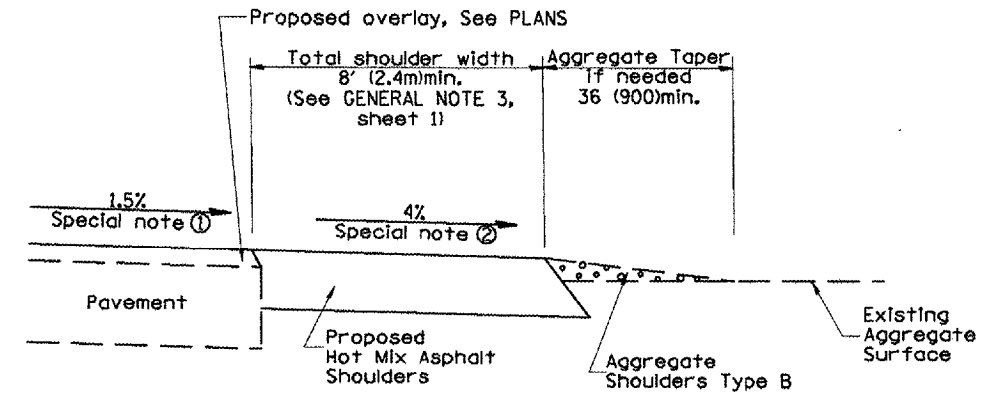 Proposed overlay, See PLANS
Total shoulder width
8' (2.4m)min.
(See GENERAL NOTE 3,
sheet 1)
Aggregate Taper
if needed
36 (900)min.
1.5%
Special note ①
4%
Special note ②
Pavement
Proposed
Hot Mix Asphalt
Shoulders
Aggregate
Shoulders Type B
Existing
Aggregate
Surface